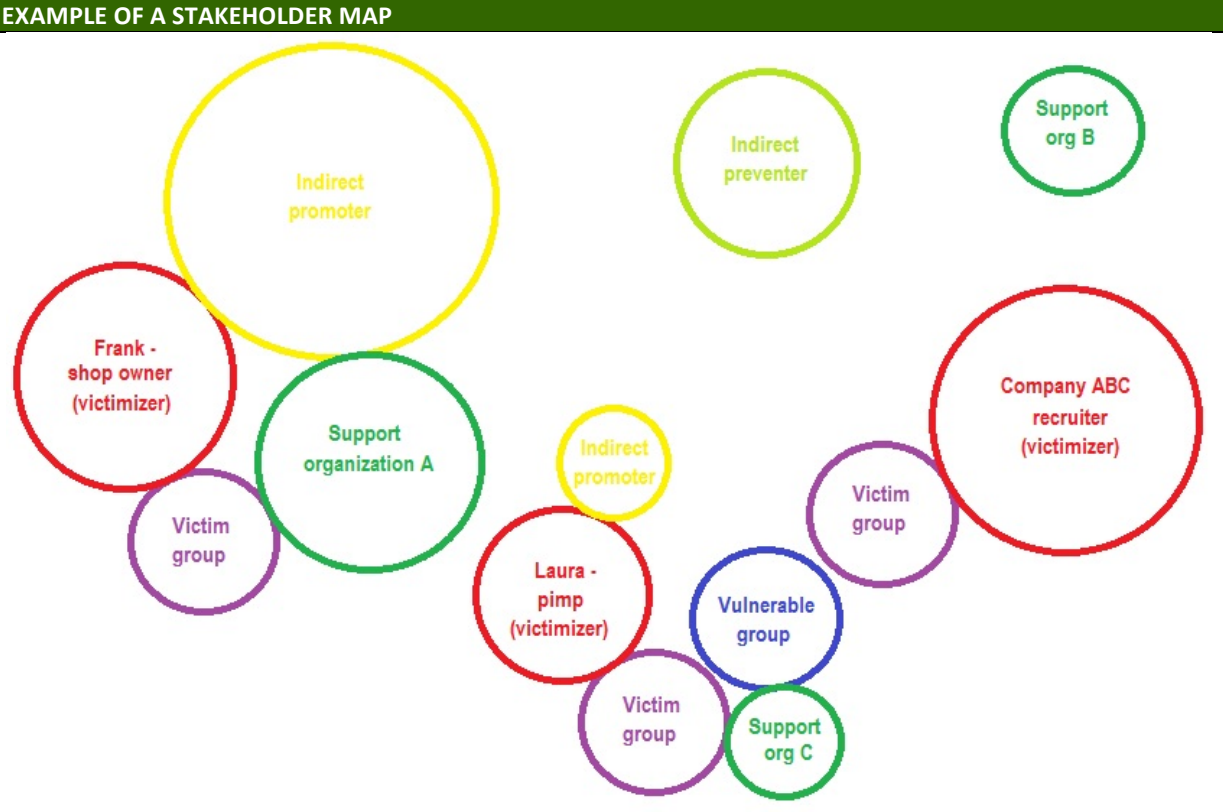 EXAMPLE OF A STAKEHOLDER MAP
Indirect
promoter
Indirect
preventer
Support
org B
Frank -
shop owner
(victimizer)
Support
organization A
Indirect
promoter
Company ABC
recruiter
(victimizer)
Victim
group
Victim
group
Laura -
pimp
(victimizer)
Vulnerable
group
Victim
group
Support
org C